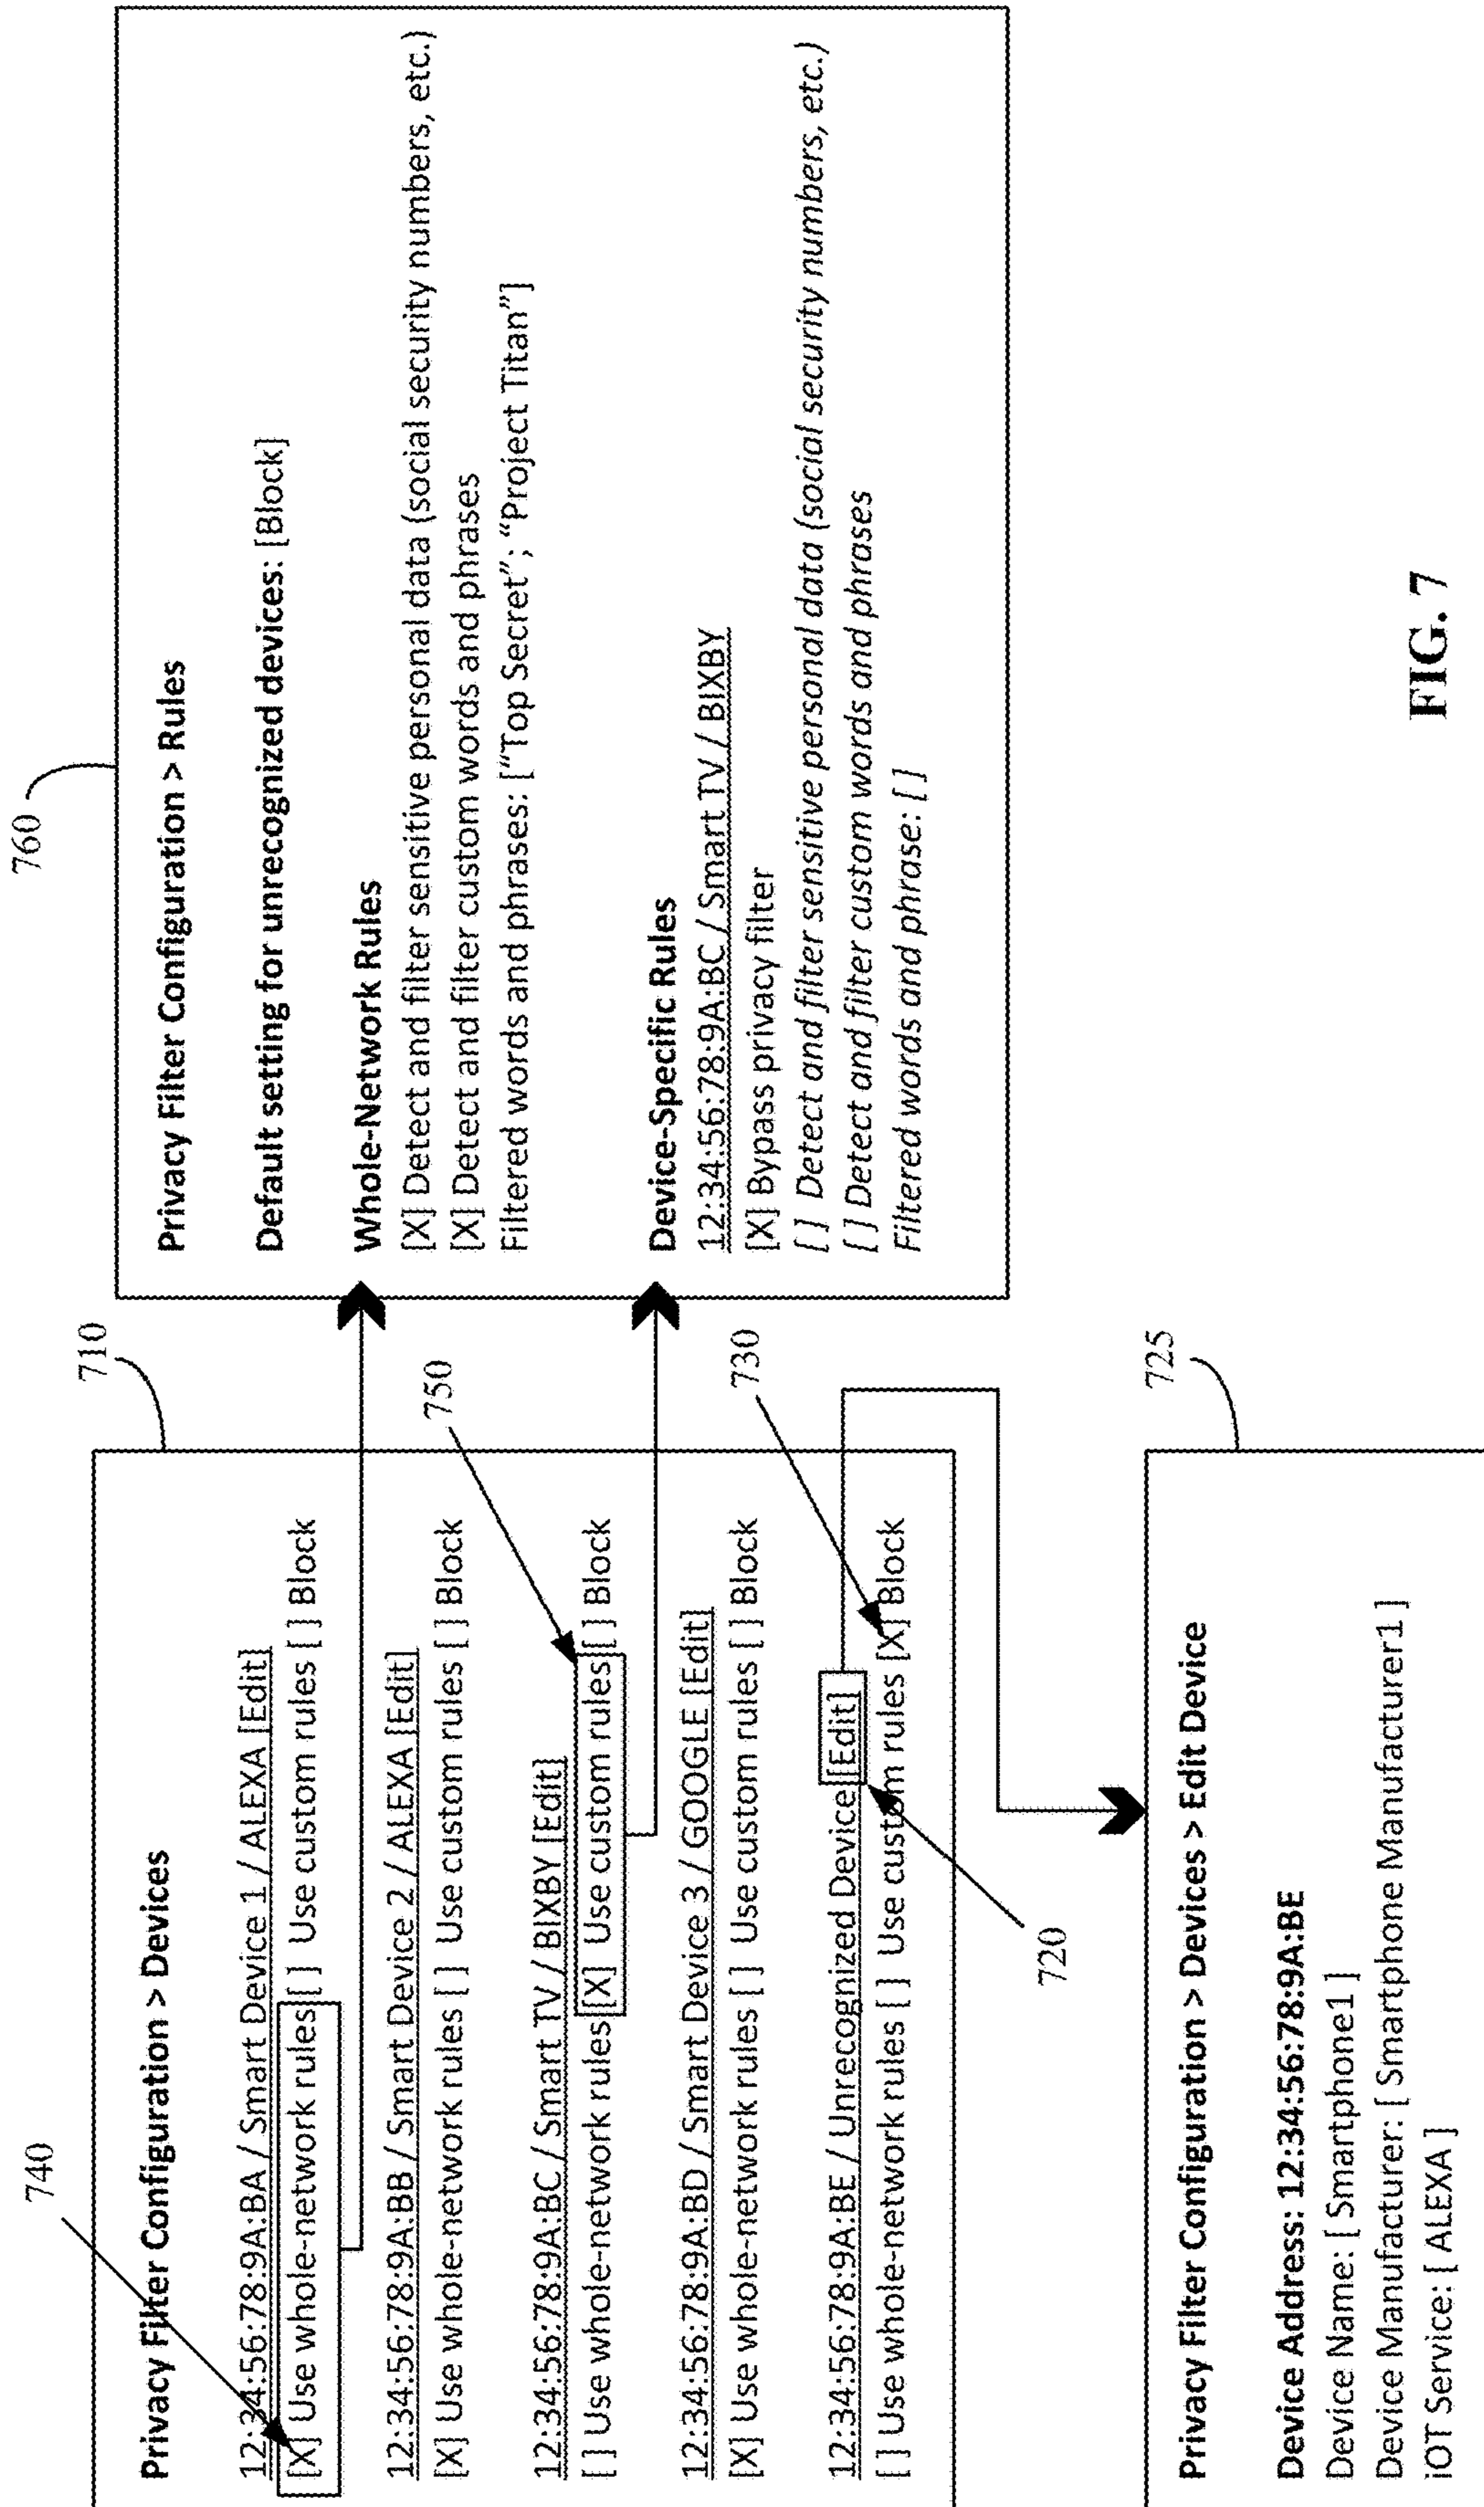 740
710
Privacy Filter Configuration > Devices
12:34:56:78:9A:BA / Smart Device 1 / ALEXA [Edit]
[X] Use whole-network rules [ ] Use custom rules [ ] Block
12:34:56:78:9A:BB / Smart Device 2 / ALEXA [Edit]
[X] Use whole-network rules [ ] Use custom rules [ ] Block
750
12:34:56:78:9A:BC / Smart TV / BIXBY [Edit]
[ ] Use whole-network rules [X] Use custom rules [ ] Block
12:34:56:78:9A:BD / Smart Device 3 / GOOGLE [Edit]
[X] Use whole-network rules [ ] Use custom rules [ ] Block
730
12:34:56:78:9A:BE / Unrecognized Device [Edit]
[ ] Use whole-network rules [ ] Use custom rules [X] Block
720
760
Privacy Filter Configuration > Rules
Default setting for unrecognized devices: [Block]
Whole-Network Rules
[X] Detect and filter sensitive personal data (social security numbers, etc.)
[X] Detect and filter custom words and phrases
Filtered words and phrases: [“Top Secret”; “Project Titan”]
Device-Specific Rules
12:34:56:78:9A:BC / Smart TV / BIXBY
[X] Bypass privacy filter
[ ] Detect and filter sensitive personal data (social security numbers, etc.)
[ ] Detect and filter custom words and phrases
Filtered words and phrase: [ ]
725
Privacy Filter Configuration > Devices > Edit Device
Device Address: 12:34:56:78:9A:BE
Device Name: [ Smartphone1 ]
Device Manufacturer: [ Smartphone Manufacturer1 ]
iOT Service: [ ALEXA ]
FIG. 7